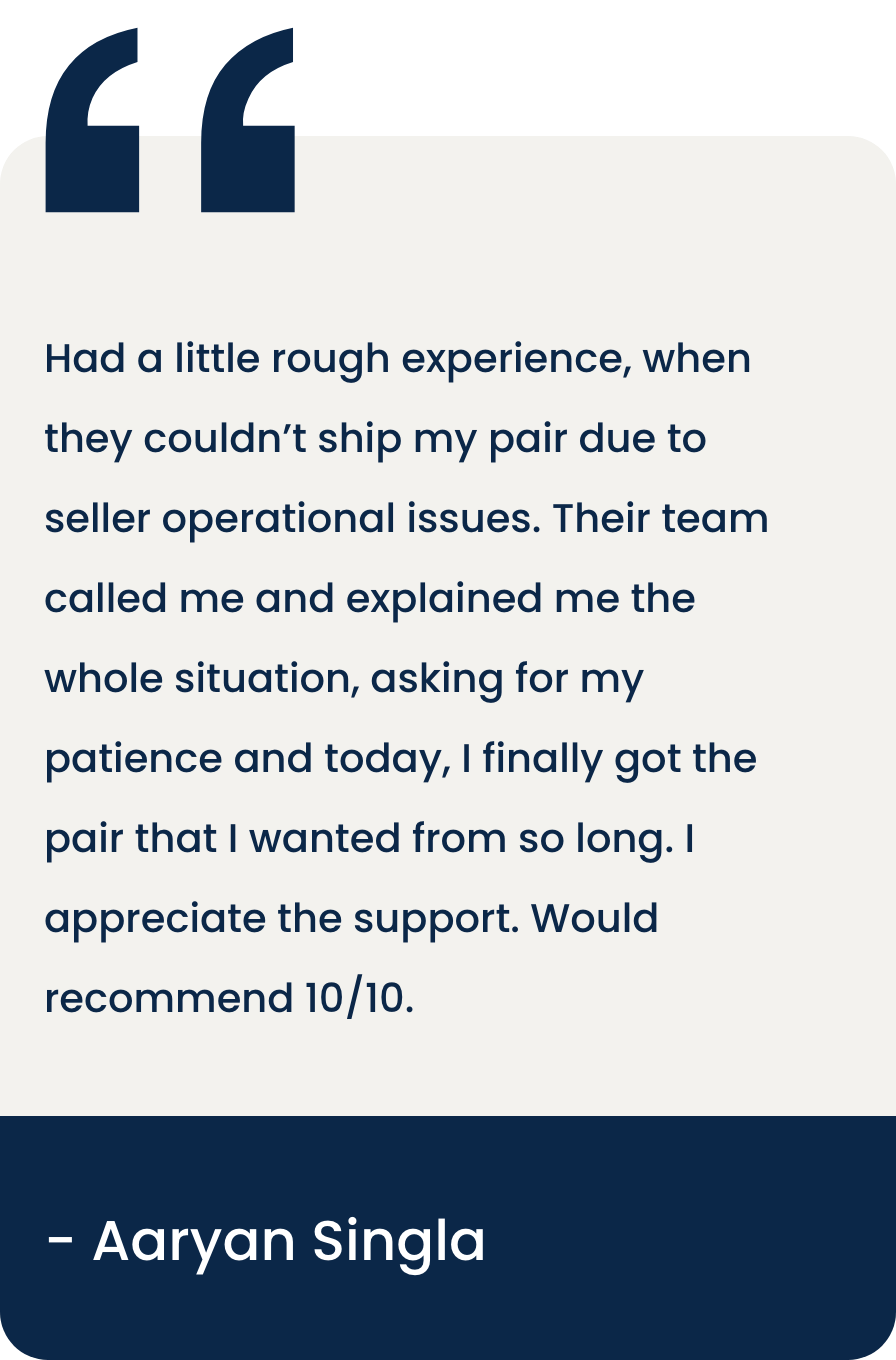 Had a little rough experience, when
they couldn’t ship my pair due to
seller operational issues. Their team
called me and explained me the
whole situation, asking for my
patience and today, I finally got the
pair that I wanted from so long. I
appreciate the support. Would
recommend 10/10.
- Aaryan Singla